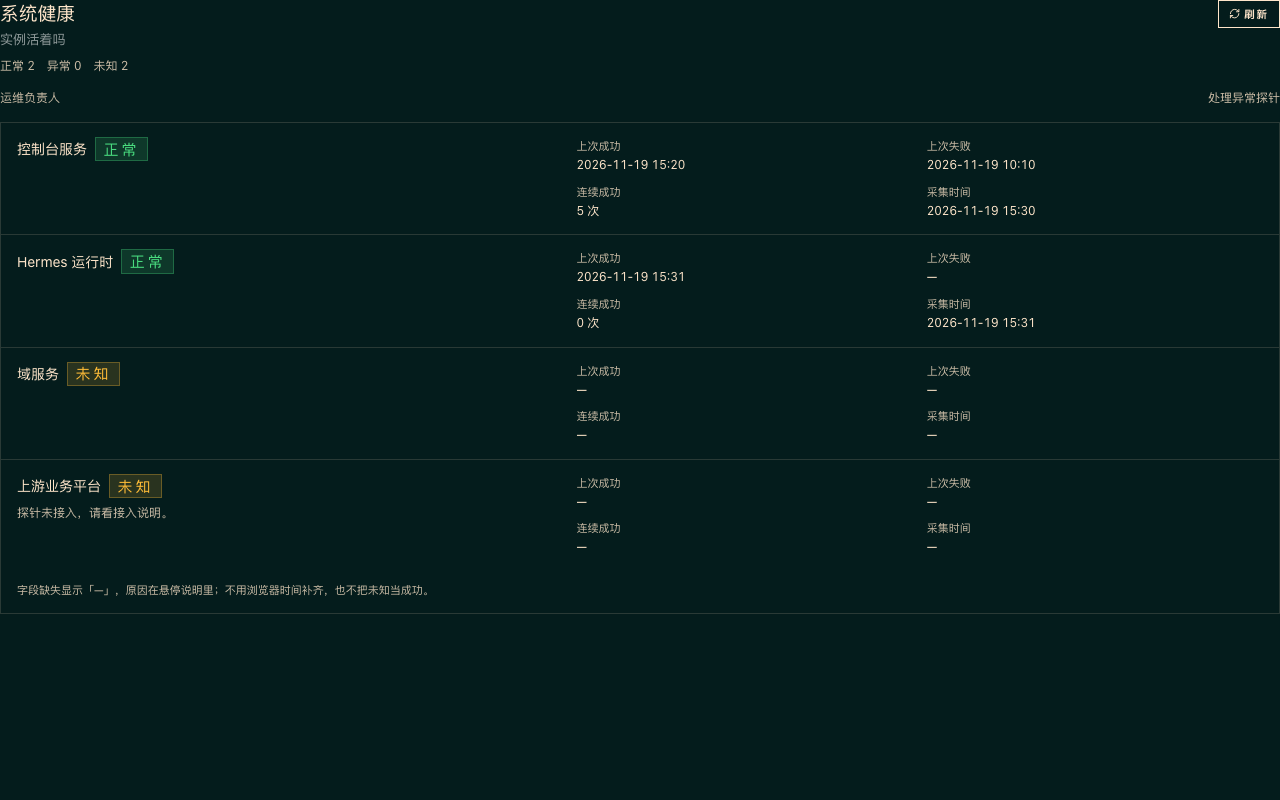 系统健康
刷新
实例活着吗
正常 2 异常 0 未知 2
运维负责人
处理异常探针
控制台服务 正常
上次成功
2026-11-19 15:20
上次失败
2026-11-19 10:10
连续成功
5 次
采集时间
2026-11-19 15:30
Hermes 运行时 正常
上次成功
2026-11-19 15:31
上次失败
—
连续成功
0 次
采集时间
2026-11-19 15:31
域服务 未知
上次成功
—
上次失败
—
连续成功
—
采集时间
—
上游业务平台 未知
探针未接入，请看接入说明。
上次成功
—
上次失败
—
连续成功
—
采集时间
—
字段缺失显示「—」，原因在悬停说明里；不用浏览器时间补齐，也不把未知当成功。